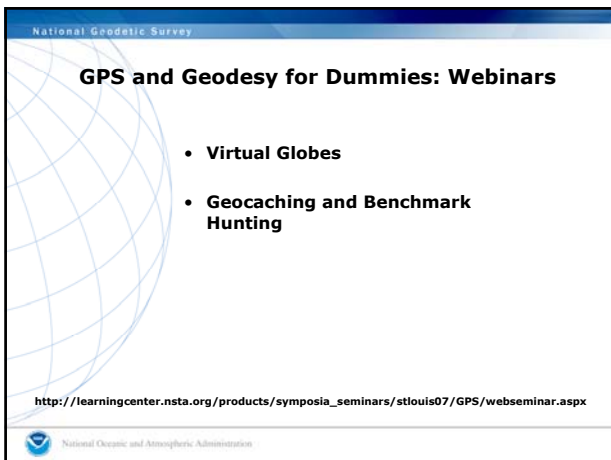 National Geodetic Survey
GPS and Geodesy for Dummies: Webinars
• Virtual Globes
• Geocaching and Benchmark
Hunting
http://learningcenter.nsta.org/products/symposia_seminars/stlouis07/GPS/webseminar.aspx
National Oceanic and Atmospheric Administration